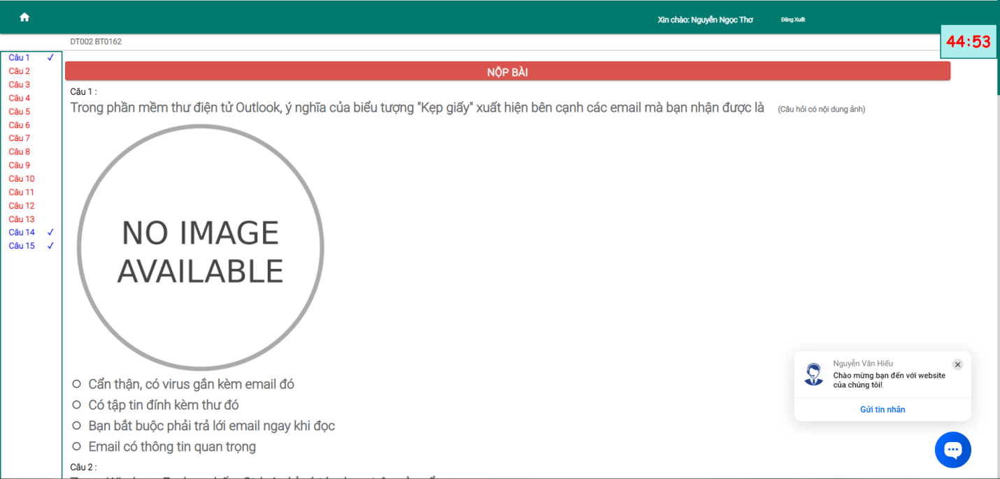 Xin chào: Nguyễn Ngọc Thơ
Đăng Xuất
DT002 BT0162
44:53
Câu 1 ✓
Câu 2
Câu 3
Câu 4
Câu 5
Câu 6
Câu 7
Câu 8
Câu 9
Câu 10
Câu 11
Câu 12
Câu 13
Câu 14 ✓
Câu 15 ✓
NỘP BÀI
Câu 1 :
Trong phần mềm thư điện tử Outlook, ý nghĩa của biểu tượng "Kẹp giấy" xuất hiện bên cạnh các email mà bạn nhận được là (Câu hỏi có nội dung ảnh)
NO IMAGE
AVAILABLE
Cẩn thận, có virus gắn kèm email đó
Có tập tin đính kèm thư đó
Bạn bắt buộc phải trả lới email ngay khi đọc
Email có thông tin quan trọng
Câu 2 :
Nguyễn Văn Hiếu
Chào mừng bạn đến với website
của chúng tôi!
Gửi tin nhắn